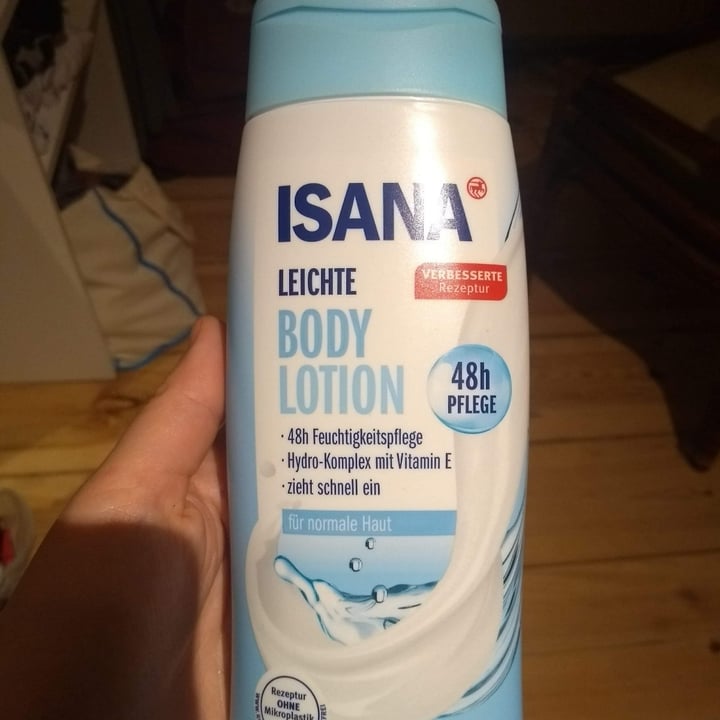 ISANA
LEICHTE
VERBESSERTE
Rezeptur
BODY
LOTION
48h
PFLEGE
· 48h Feuchtigkeitspflege
· Hydro-Komplex mit Vitamin E
· zieht schnell ein
für normale Haut
Rezeptur
OHNE
Mikroplastik